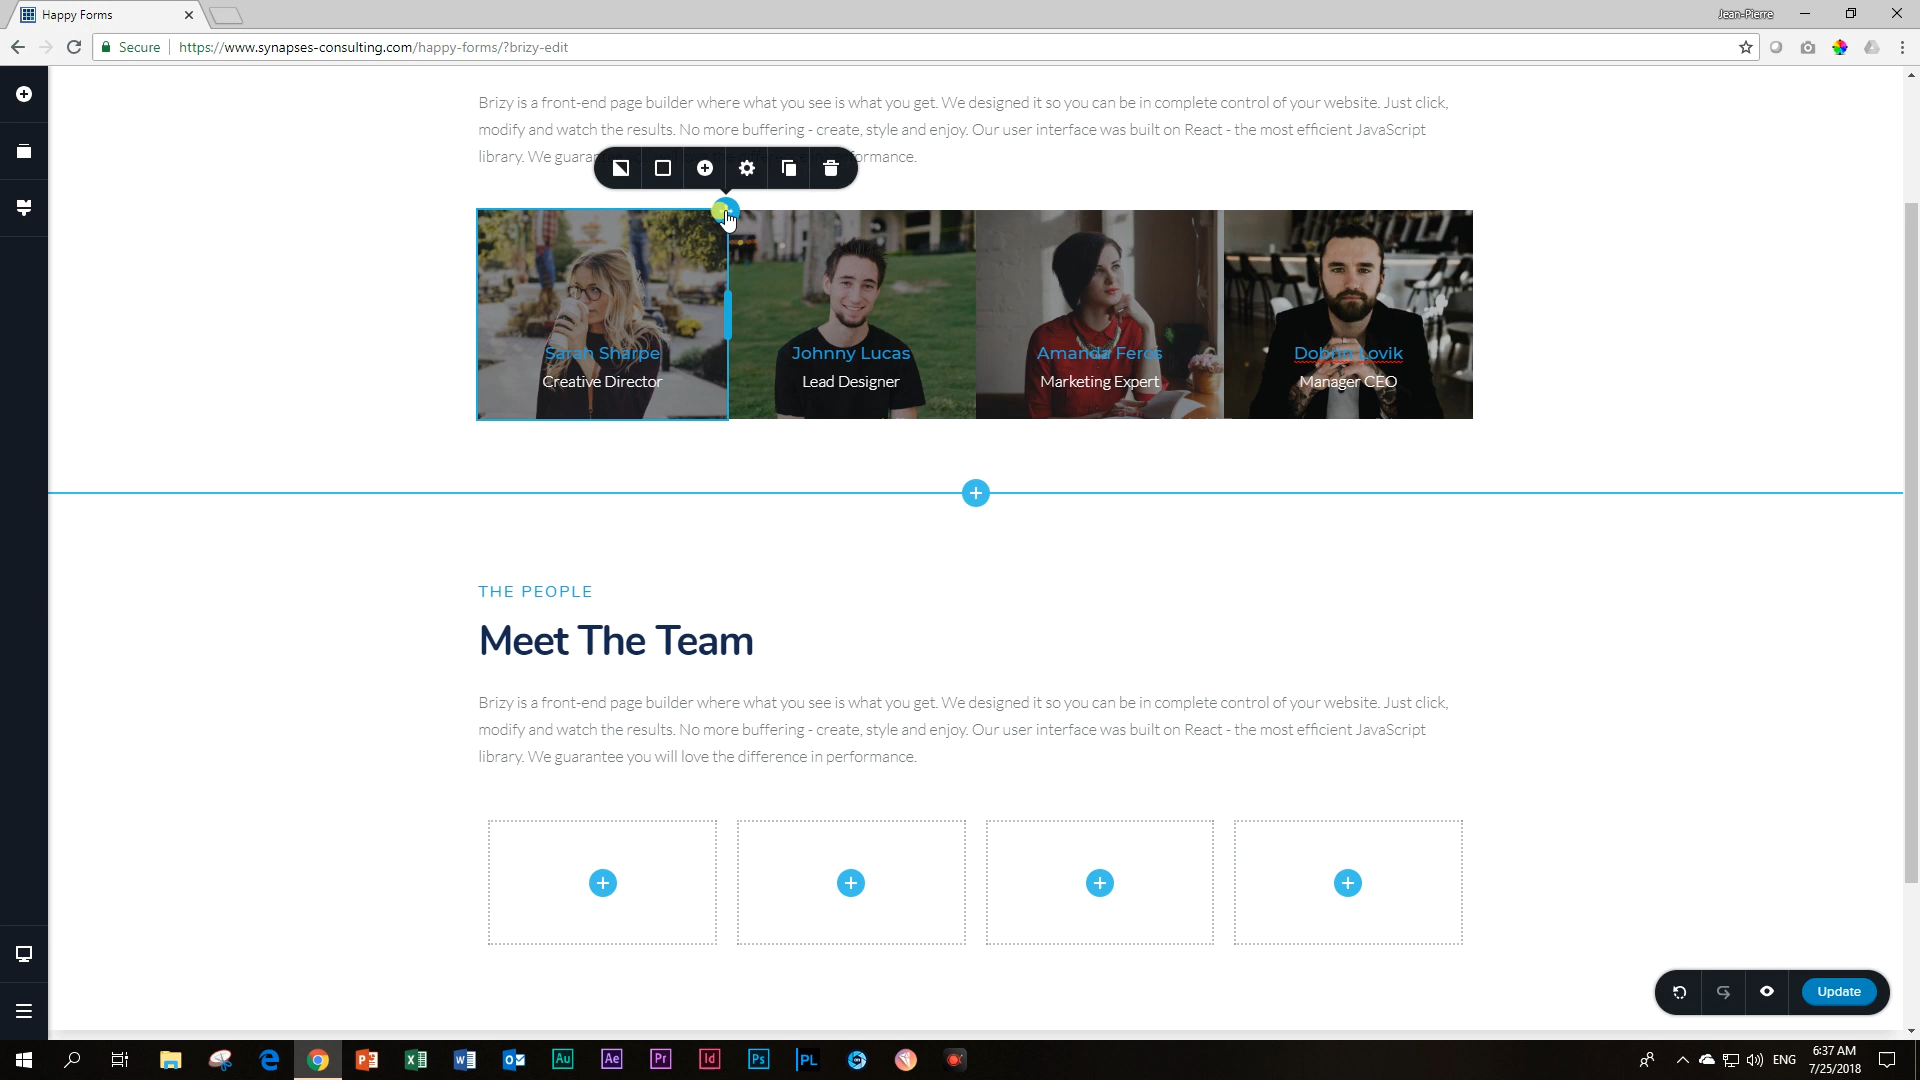 Happy Forms
Jean-Pierre
Secure
https://www.synapses-consulting.com/happy-forms/?brizy-edit
Brizy is a front-end page builder where what you see is what you get. We designed it so you can be in complete control of your website. Just click,
modify and watch the results. No more buffering - create, style and enjoy. Our user interface was built on React - the most efficient JavaScript
library. We guaran formance.
Sarah Sharpe
Creative Director
Johnny Lucas
Lead Designer
Amanda Feros
Marketing Expert
Dobrin Lovik
Manager CEO
THE PEOPLE
Meet The Team
Brizy is a front-end page builder where what you see is what you get. We designed it so you can be in complete control of your website. Just click,
modify and watch the results. No more buffering - create, style and enjoy. Our user interface was built on React - the most efficient JavaScript
library. We guarantee you will love the difference in performance.
Update
Au
Ae
Pr
Id
Ps
PL
ENG
6:37 AM
7/25/2018